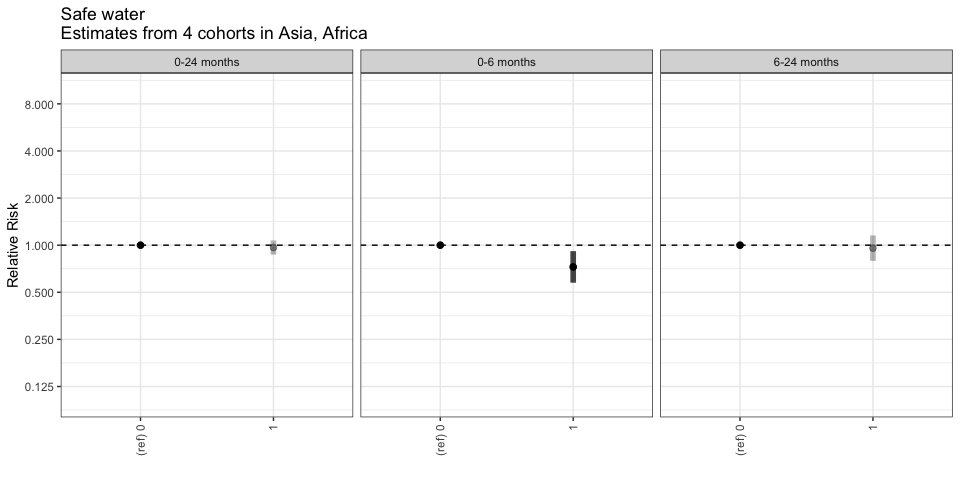 Safe water
Estimates from 4 cohorts in Asia, Africa
0-24 months
0-6 months
6-24 months
Relative Risk
8.000
4.000
2.000
1.000
0.500
0.250
0.125
(ref) 0
1
(ref) 0
1
(ref) 0
1